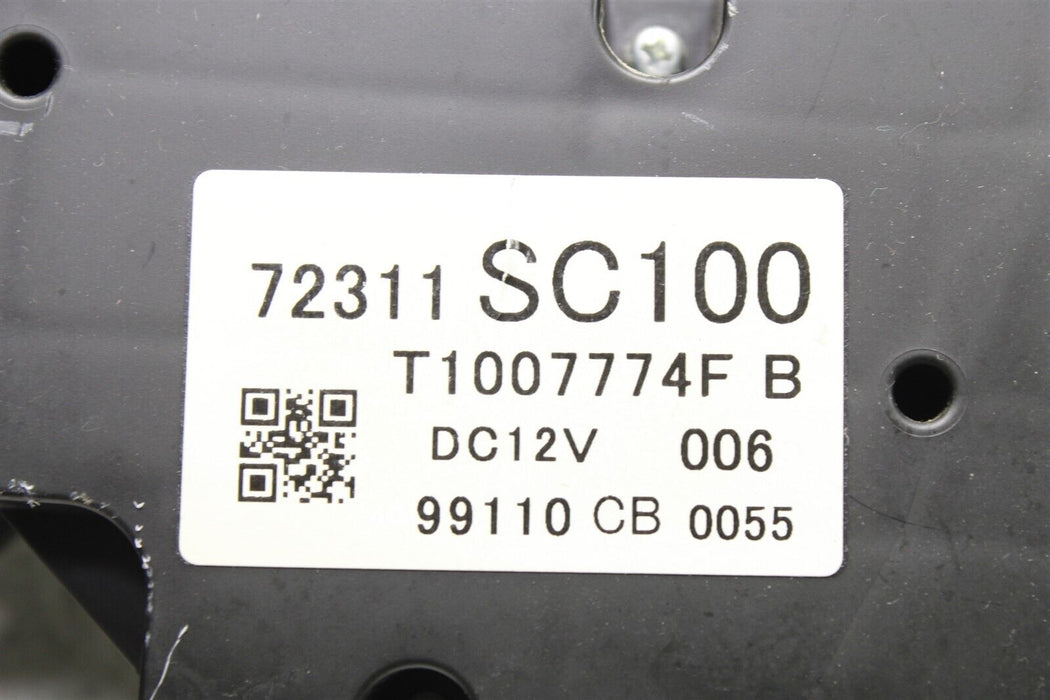 72311 SC100
T1007774F B
DC12V 006
99110 CB 0055